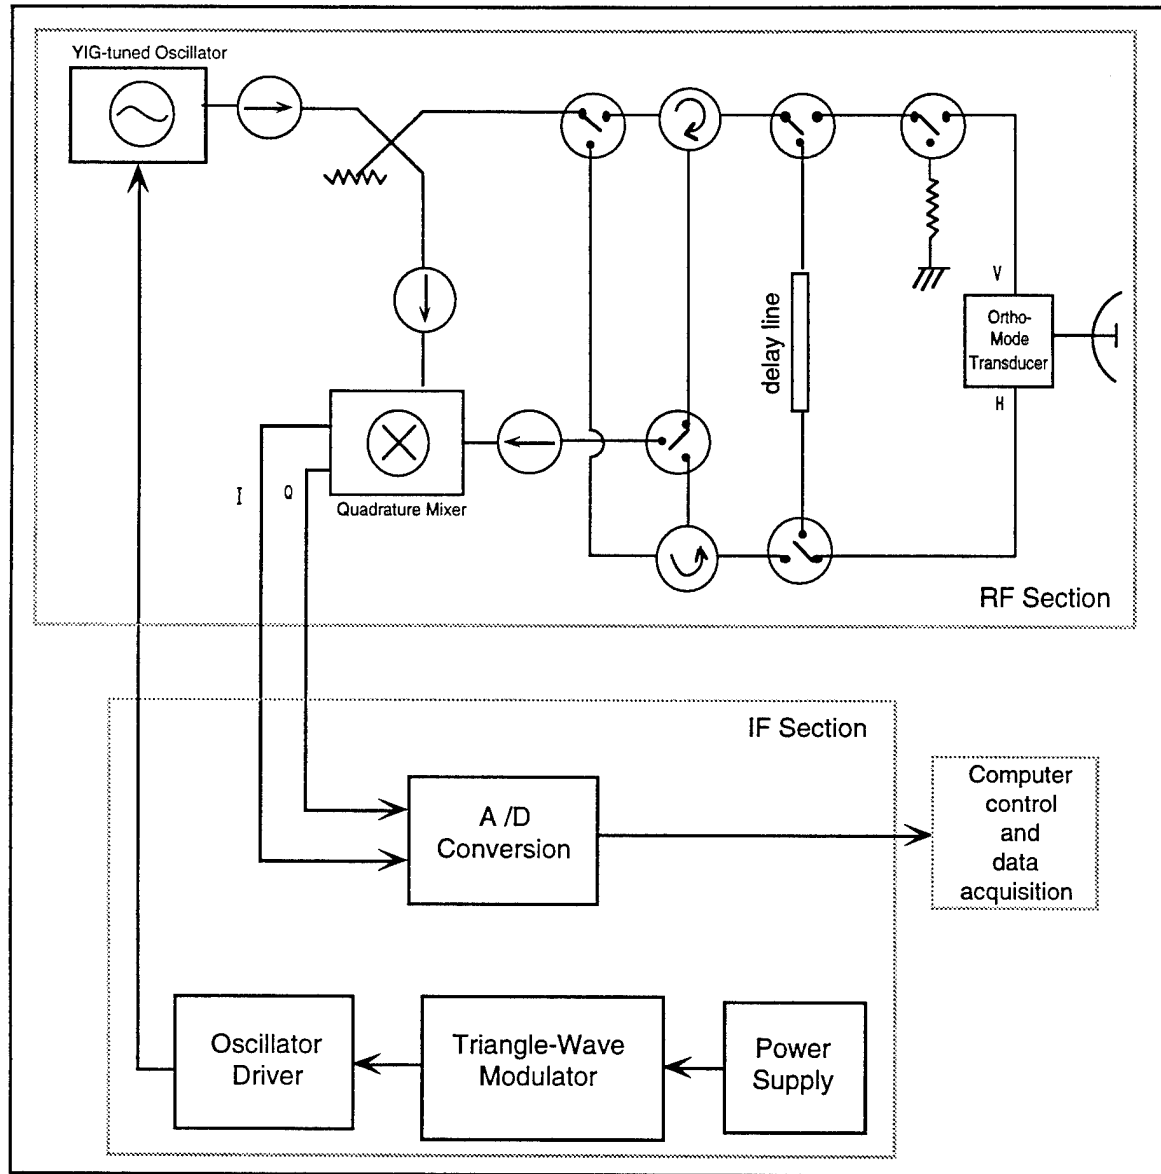 YIG-tuned Oscillator
V
Ortho-
Mode
Transducer
H
delay line
I
Q
Quadrature Mixer
RF Section
IF Section
A /D
Conversion
Computer
control
and
data
acquisition
Oscillator
Driver
Triangle-Wave
Modulator
Power
Supply